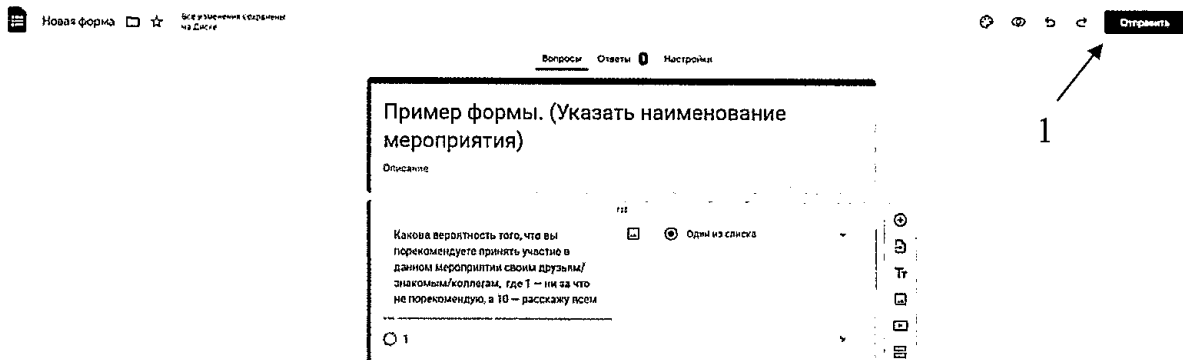 Новая форма
Все изменения сохранены
на Диске
Отправить
Вопросы Ответы 0 Настройки
1
Пример формы. (Указать наименование
мероприятия)
Описание
Какова вероятность того, что вы
порекомендуете принять участие в
данном мероприятии своим друзьям/
знакомым/коллегам, где 1 — ни за что
не порекомендую, а 10 — расскажу всем
Один из списка
Тт
1